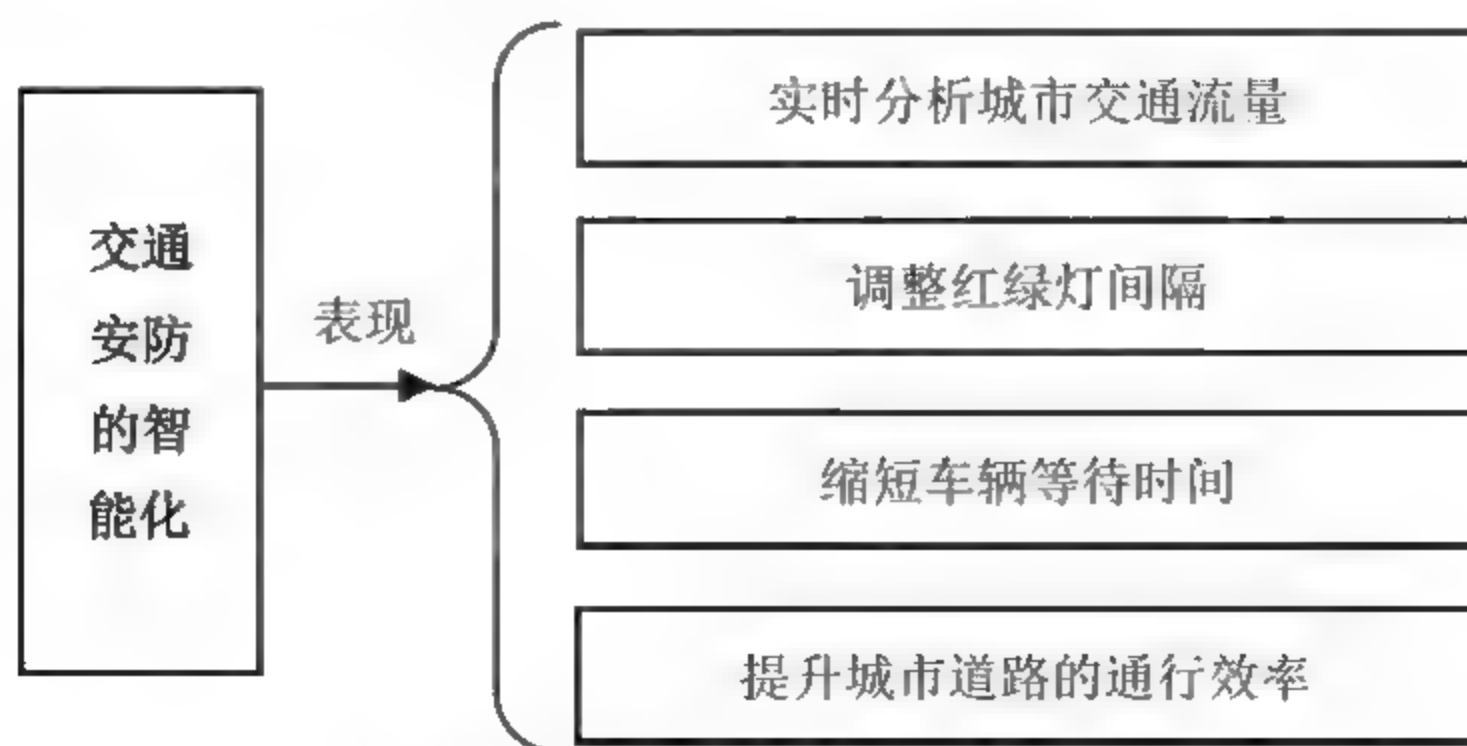 交通
安防
的智
能化
表现
实时分析城市交通流量
调整红绿灯间隔
缩短车辆等待时间
提升城市道路的通行效率